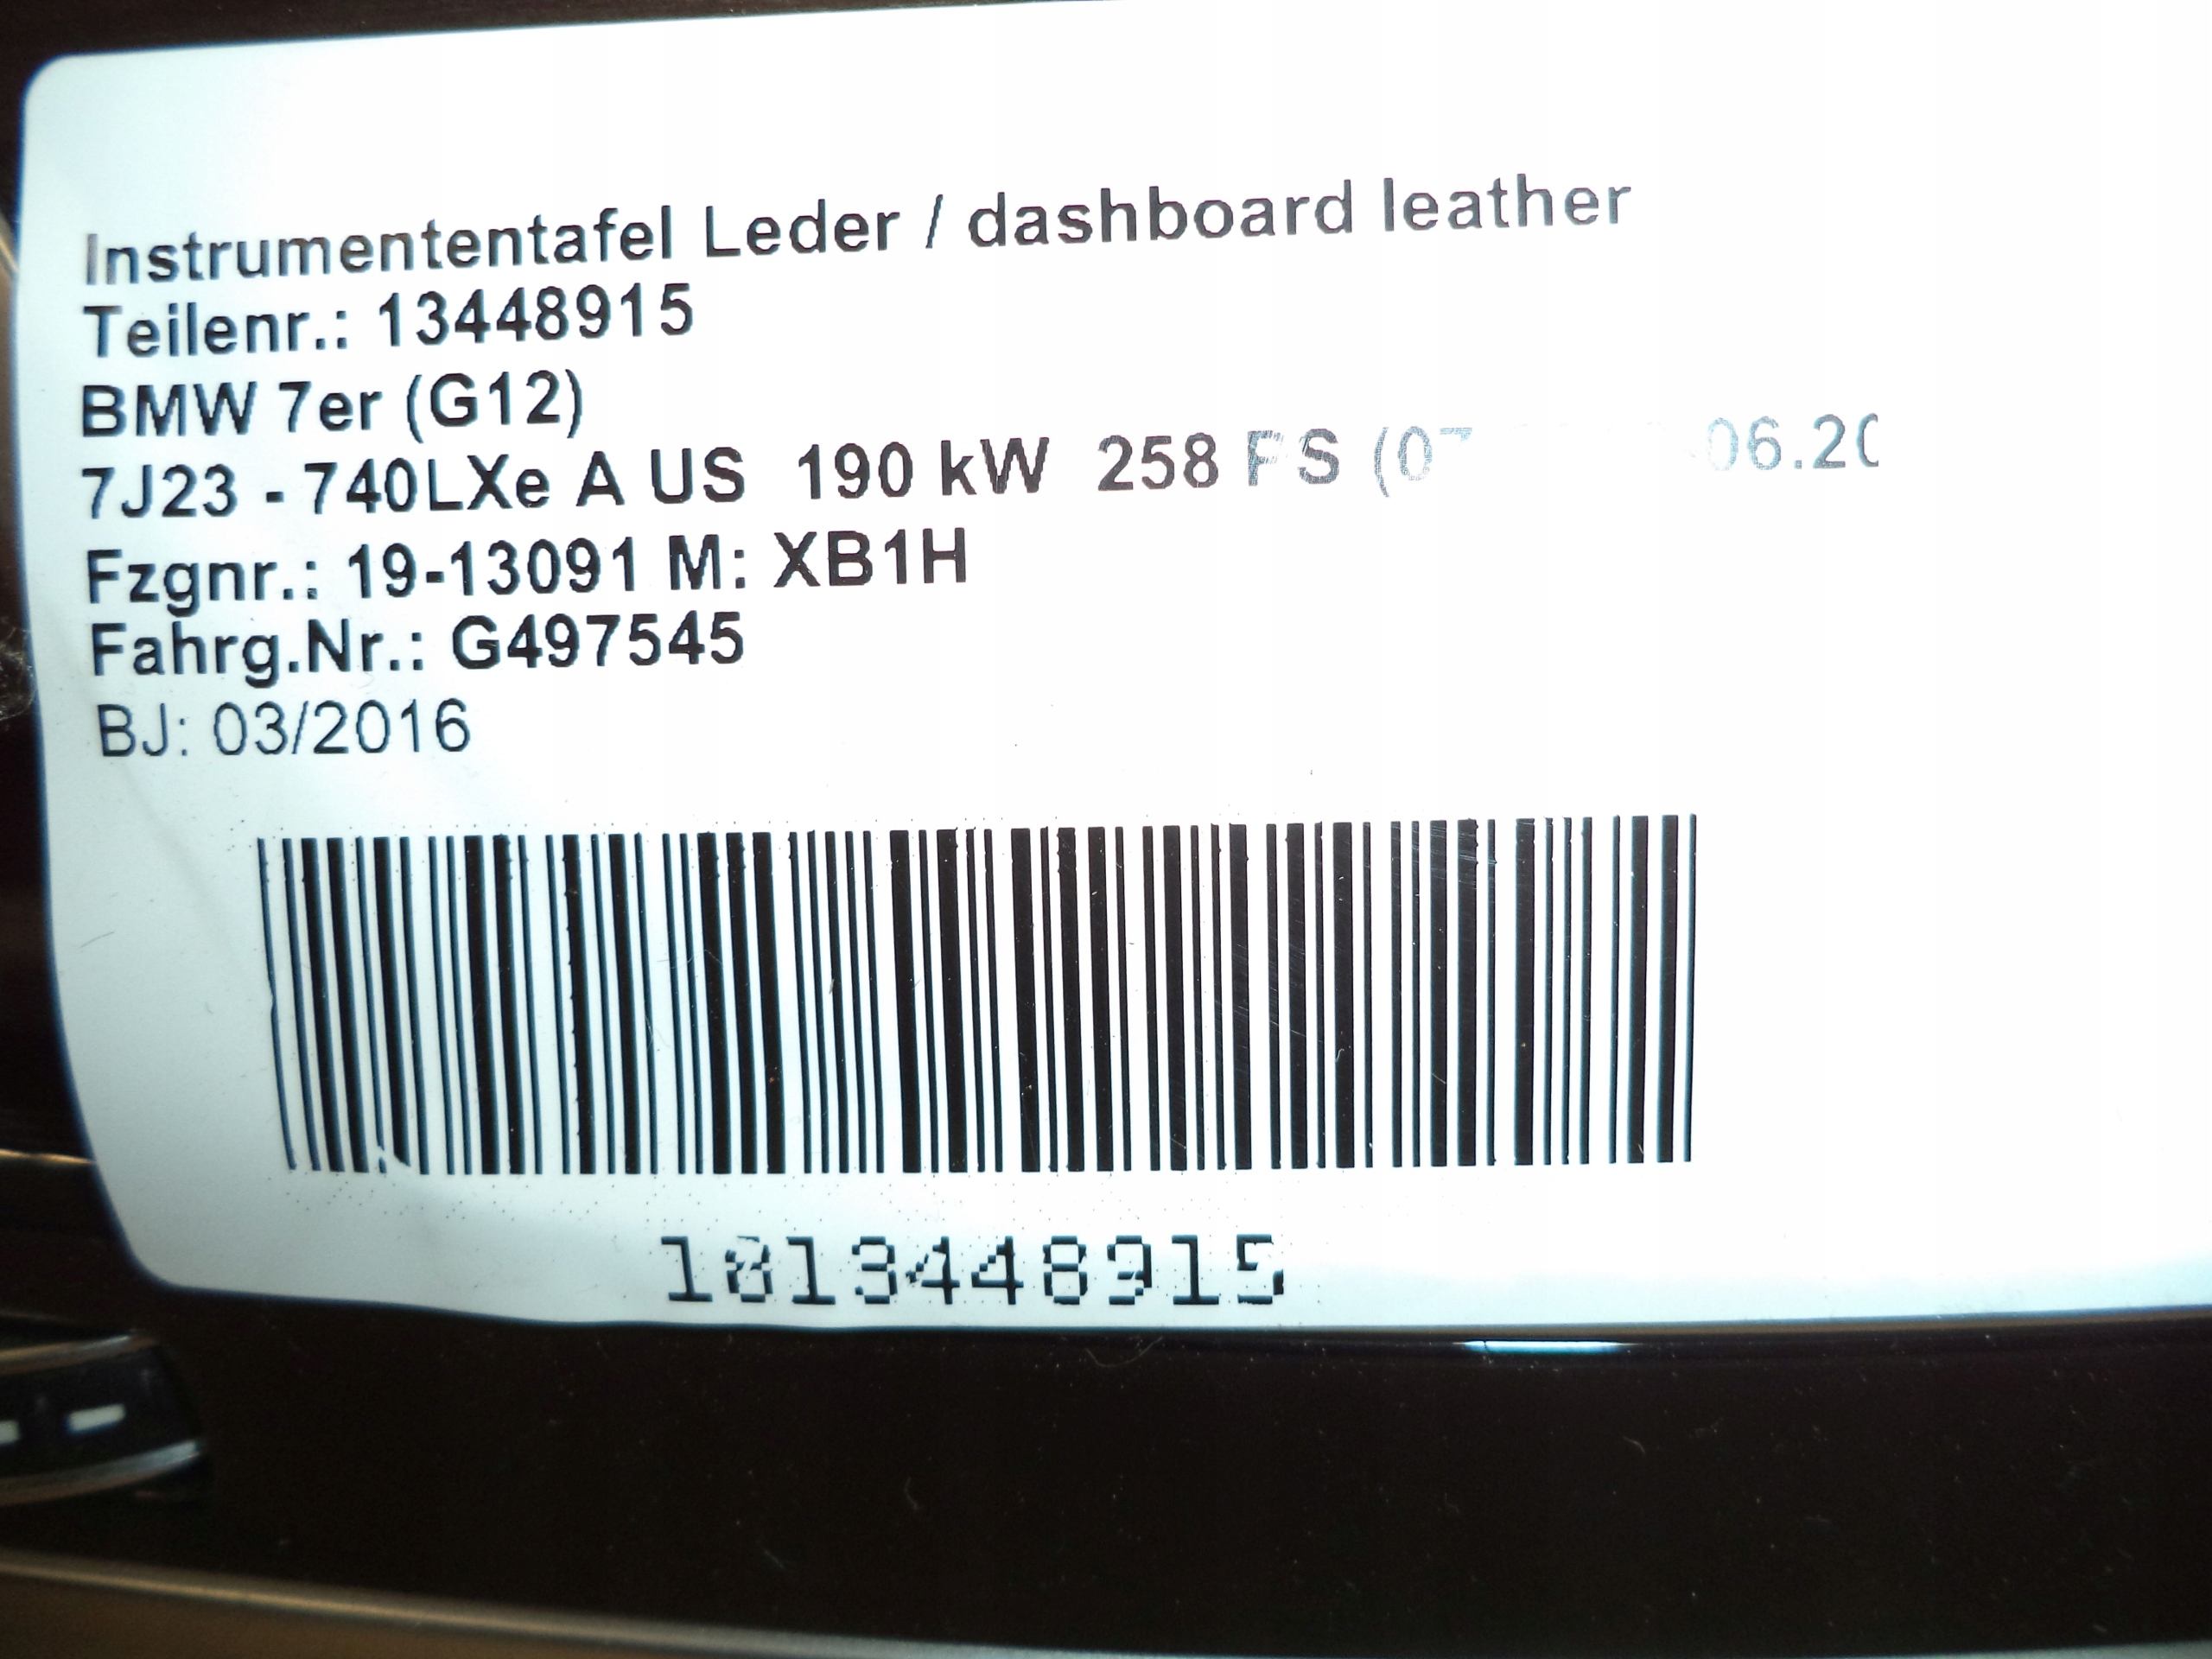 Instrumententafel Leder / dashboard leather
Teilenr.: 13448915
BMW 7er (G12)
7J23 - 740LXe A US 190 kW 258 PS
Fzgnr.: 19-13091 M: XB1H
Fahrg.Nr.: G497545
BJ: 03/2016
1013448915